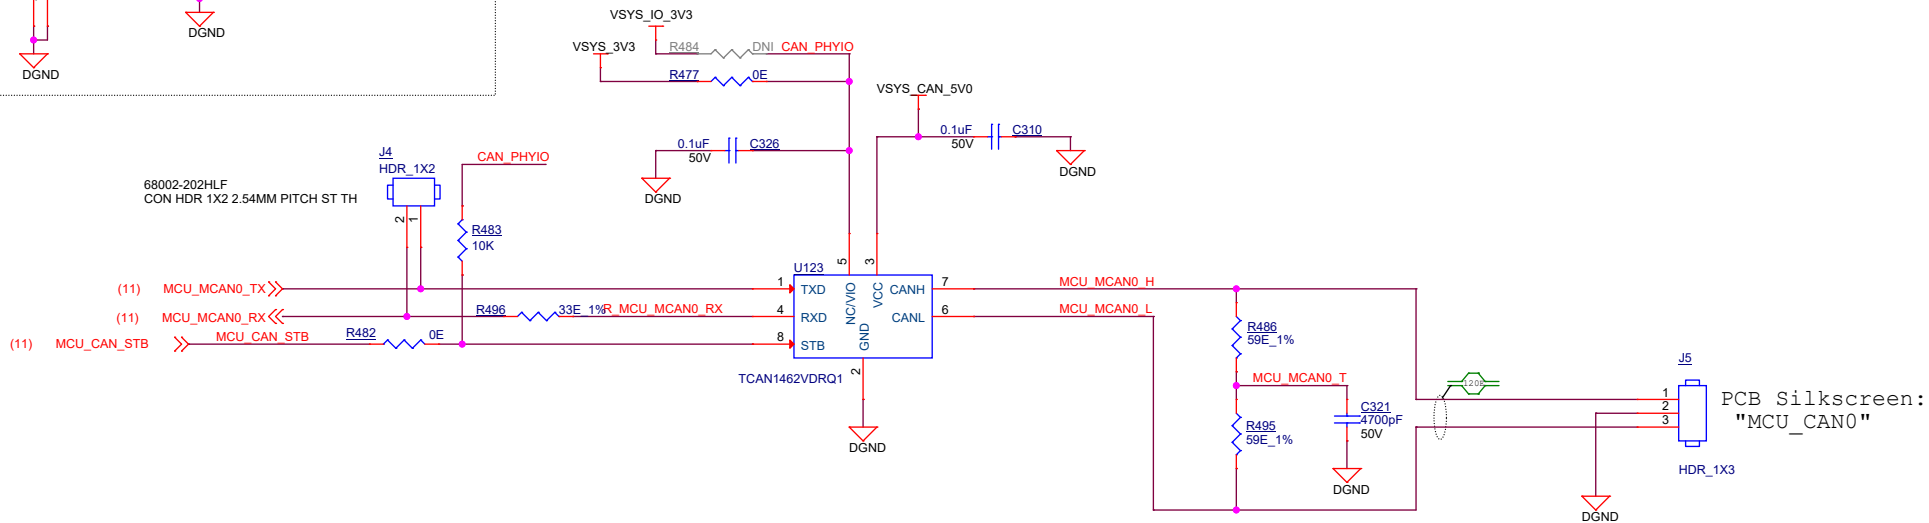 DGND
DGND
VSYS_IO_3V3
VSYS_3V3
R484
DNI
CAN_PHYIO
R477
0E
VSYS_CAN_5V0
0.1uF
50V
C326
DGND
0.1uF
50V
C310
DGND
J4
HDR_1X2
68002-202HLF
CON HDR 1X2 2.54MM PITCH ST TH
2
1
CAN_PHYIO
R483
10K
(11)
MCU_MCAN0_TX
(11)
MCU_MCAN0_RX
(11)
MCU_CAN_STB
MCU_CAN_STB
R482
0E
R496
33E_1%
R_MCU_MCAN0_RX
U123
5
3
1
TXD
4
RXD
8
STB
NC/VIO
VCC
GND
CANH
7
CANL
6
2
TCAN1462VDRQ1
DGND
MCU_MCAN0_H
MCU_MCAN0_L
R486
59E_1%
MCU_MCAN0_T
R495
59E_1%
C321
4700pF
50V
DGND
120E
J5
1
2
3
HDR_1X3
DGND
PCB Silkscreen:
"MCU_CAN0"